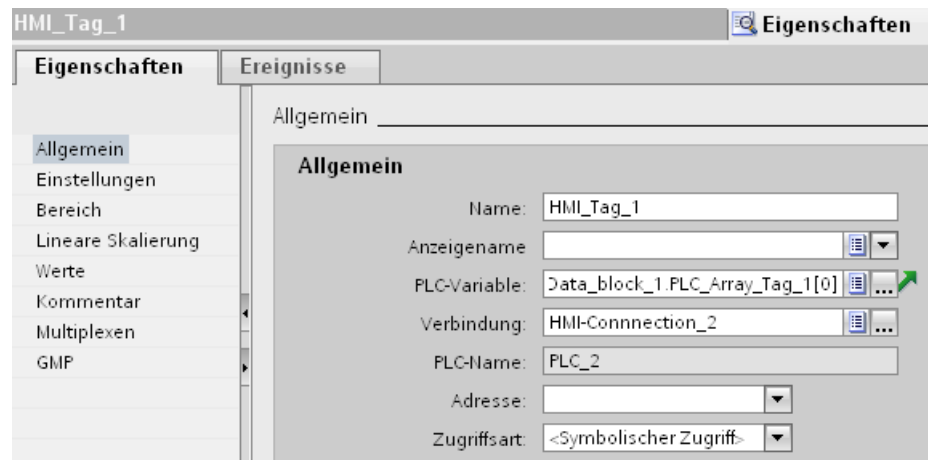 HMI_Tag_1
Eigenschaften
Eigenschaften
Ereignisse
Allgemein
Einstellungen
Bereich
Lineare Skalierung
Werte
Kommentar
Multiplexen
GMP
Allgemein
Allgemein
Name: HMI_Tag_1
Anzeigename
PLC-Variable: Data_block_1.PLC_Array_Tag_1[0] ...
Verbindung: HMI-Connnection_2 ...
PLC-Name: PLC_2
Adresse:
Zugriffsart: <Symbolischer Zugriff>